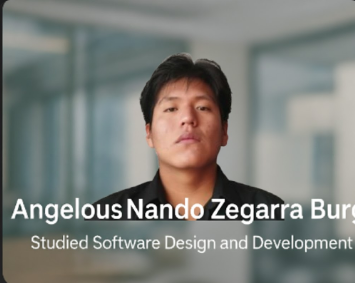 Angelous Nando Zegarra Burg
Studied Software Design and Development